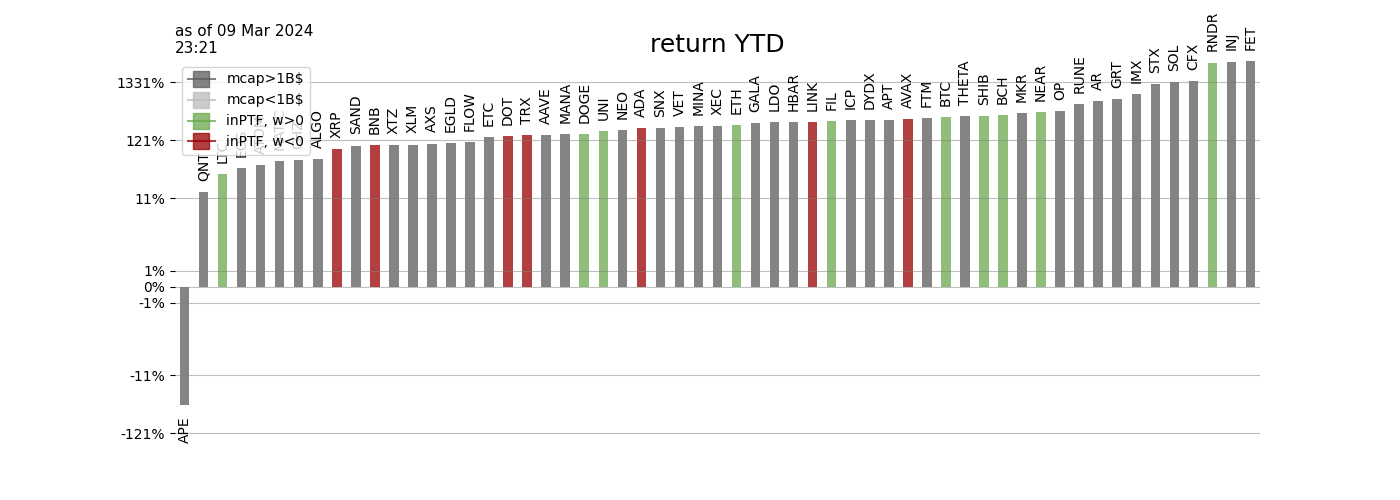 as of 09 Mar 2024
23:21
return YTD
1331%
121%
11%
1%
0%
-1%
-11%
-121%
mcap>1B$
mcap<1B$
inPTF, w>0
inPTF, w<0
APE
QNT
LTC
ALGO
XRP
SAND
BNB
XTZ
XLM
AXS
EGLD
FLOW
ETC
DOT
TRX
AAVE
MANA
DOGE
UNI
NEO
ADA
SNX
VET
MINA
XEC
ETH
GALA
LDO
HBAR
LINK
FIL
ICP
DYDX
APT
AVAX
FTM
BTC
THETA
SHIB
BCH
MKR
NEAR
OP
RUNE
AR
GRT
IMX
STX
SOL
CFX
RNDR
INJ
FET